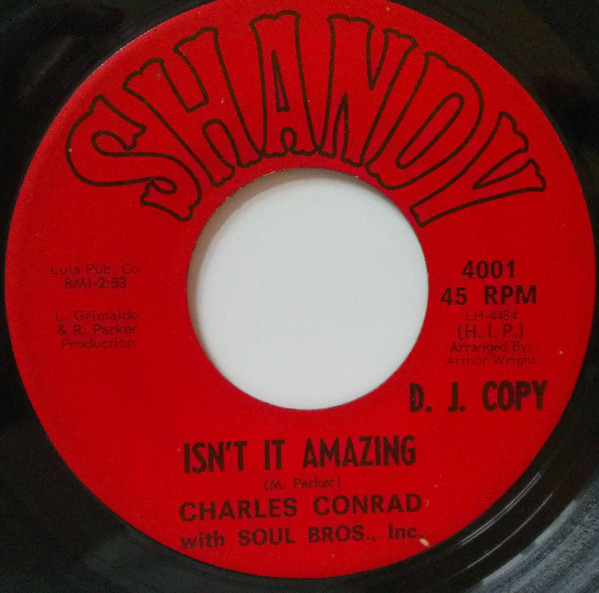 SHANDY
Lula Pub. Co
BMI-2:53
L. Grimaldo
& R. Parker
Production
4001
45 RPM
LH-4484
(H.I.P.)
Arranged By:
Arthur Wright
D. J. COPY
ISN'T IT AMAZING
(M. Parker)
CHARLES CONRAD
with SOUL BROS., Inc.